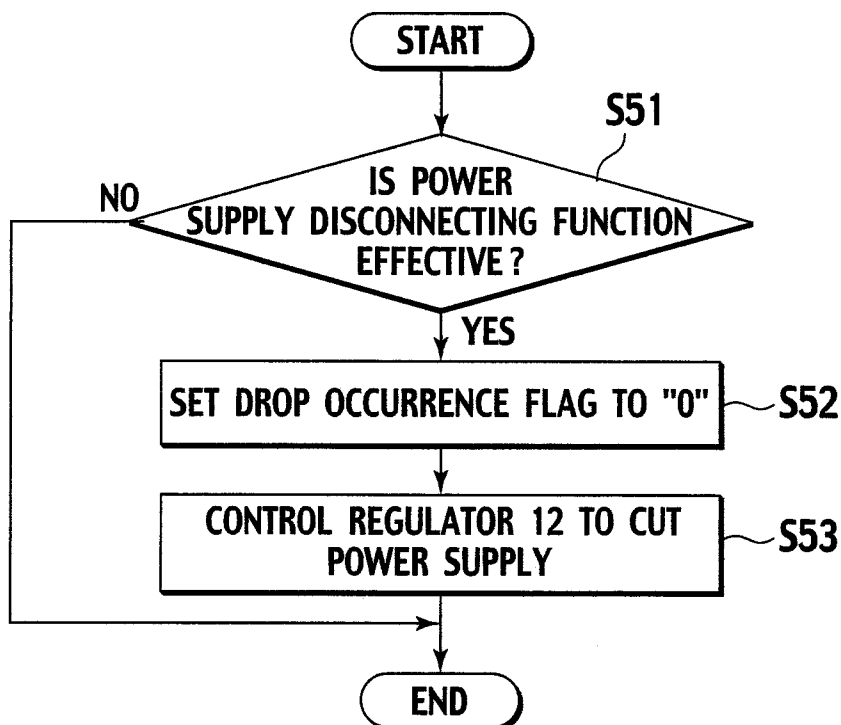 START
S51
NO
IS POWER
SUPPLY DISCONNECTING FUNCTION
EFFECTIVE ?
YES
SET DROP OCCURRENCE FLAG TO "0"
S52
CONTROL REGULATOR 12 TO CUT
POWER SUPPLY
S53
END